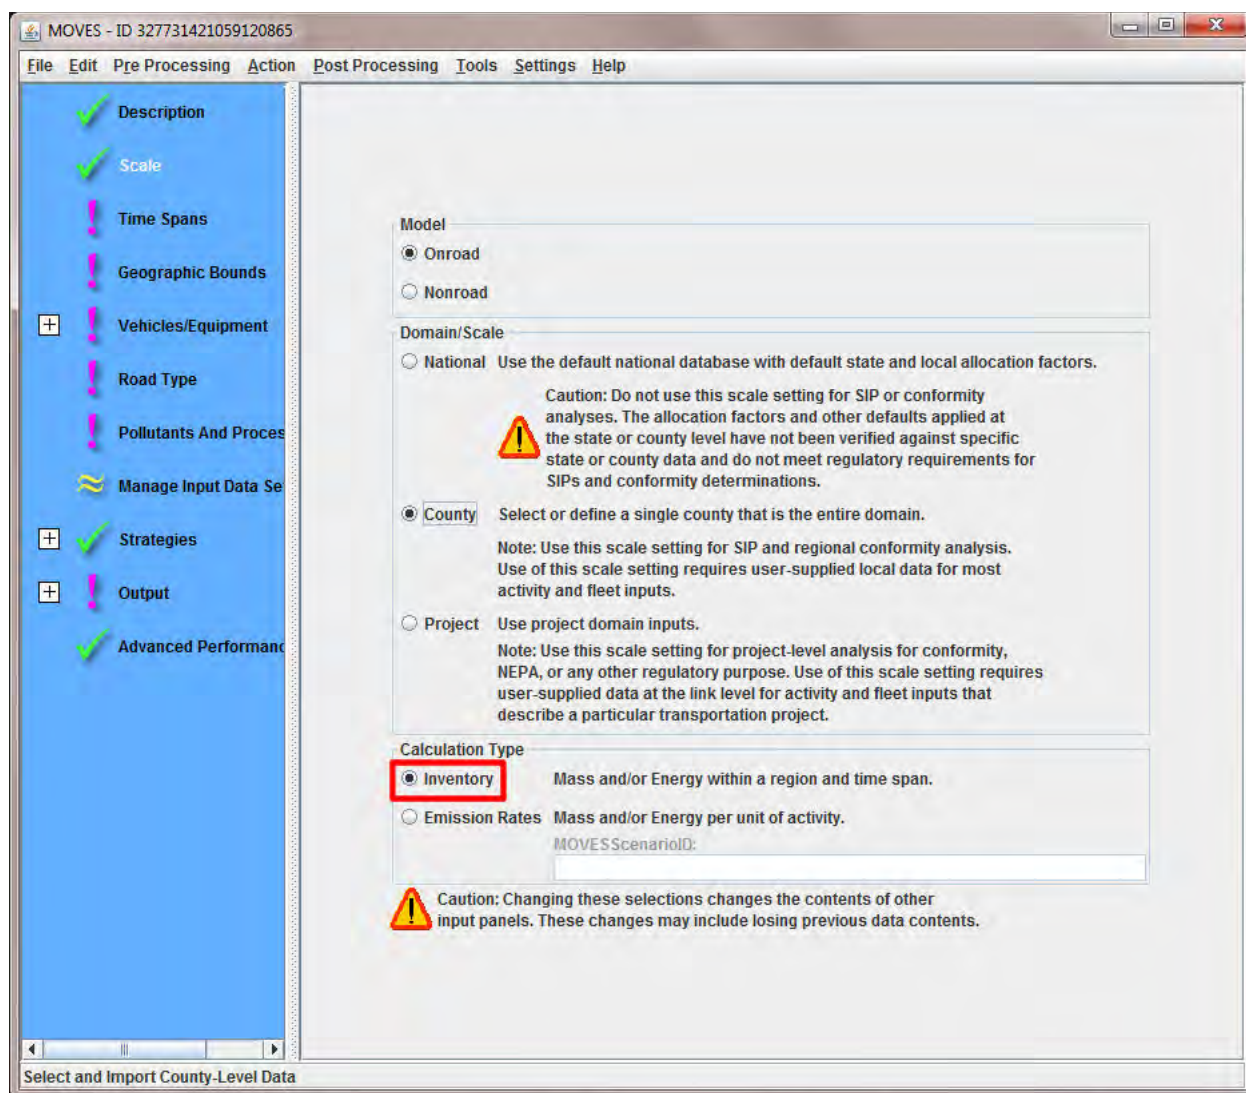 MOVES - ID 327731421059120865
File Edit Pre Processing Action Post Processing Tools Settings Help
Description
Scale
Time Spans
Geographic Bounds
Vehicles/Equipment
Road Type
Pollutants And Proces
Manage Input Data Se
Strategies
Output
Advanced Performanc
Model
Onroad
Nonroad
Domain/Scale
National Use the default national database with default state and local allocation factors.
Caution: Do not use this scale setting for SIP or conformity
analyses. The allocation factors and other defaults applied at
the state or county level have not been verified against specific
state or county data and do not meet regulatory requirements for
SIPs and conformity determinations.
County Select or define a single county that is the entire domain.
Note: Use this scale setting for SIP and regional conformity analysis.
Use of this scale setting requires user-supplied local data for most
activity and fleet inputs.
Project Use project domain inputs.
Note: Use this scale setting for project-level analysis for conformity,
NEPA, or any other regulatory purpose. Use of this scale setting requires
user-supplied data at the link level for activity and fleet inputs that
describe a particular transportation project.
Calculation Type
Inventory Mass and/or Energy within a region and time span.
Emission Rates Mass and/or Energy per unit of activity.
MOVESScenarioID:
Caution: Changing these selections changes the contents of other
input panels. These changes may include losing previous data contents.
Select and Import County-Level Data